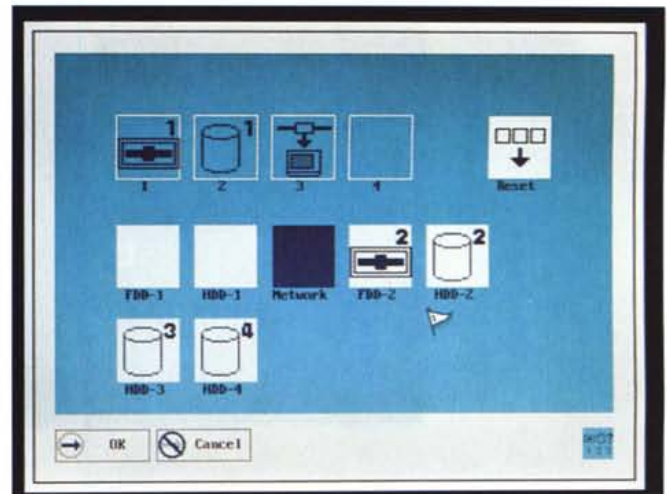 1 1
1 2 3 4 Reset
2 2
FDD-1 HDD-1 Network FDD-2 HDD-2
3 4
HDD-3 HDD-4
OK Cancel